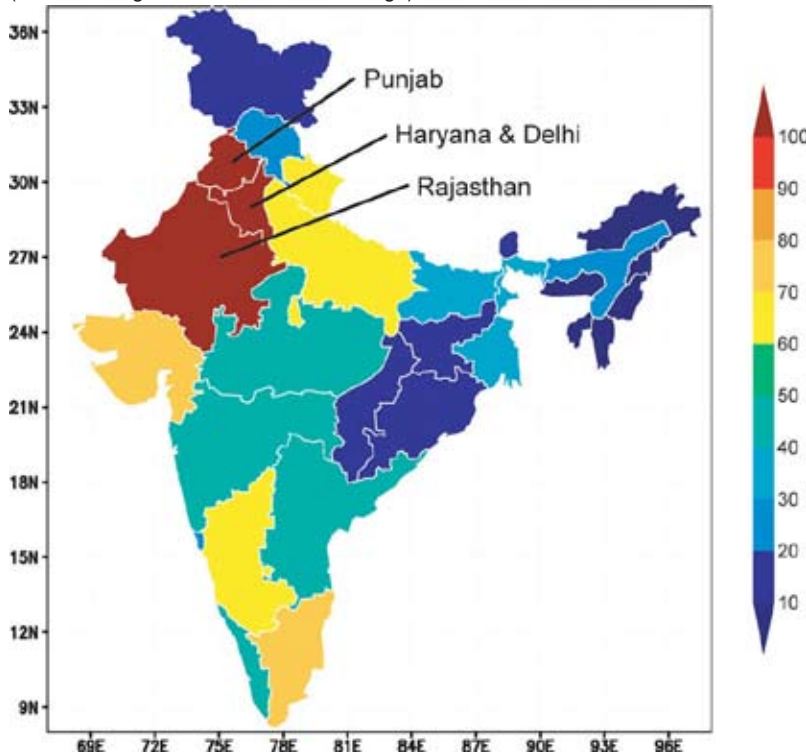 36N
33N
30N
27N
24N
21N
18N
15N
12N
9N
69E 72E 75E 78E 81E 84E 87E 90E 93E 96E
Punjab
Haryana & Delhi
Rajasthan
100
90
80
70
60
50
40
30
20
10